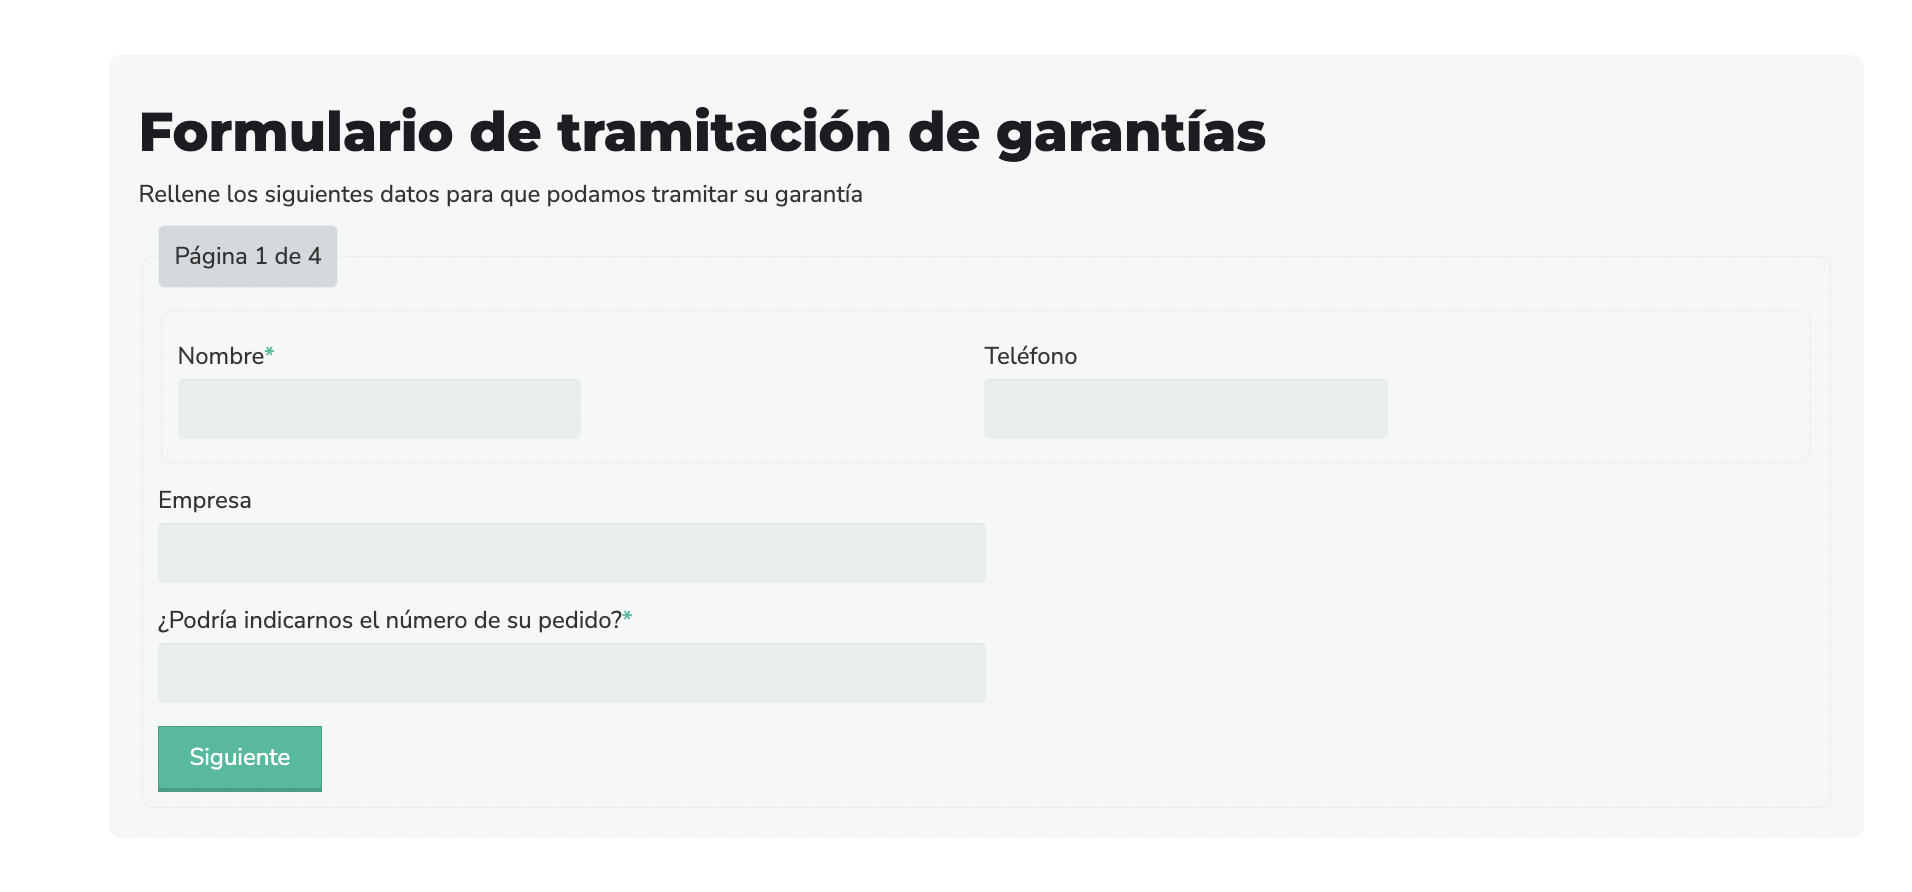 Formulario de tramitación de garantías
Rellene los siguientes datos para que podamos tramitar su garantía
Página 1 de 4
Nombre*
Teléfono
Empresa
¿Podría indicarnos el número de su pedido?*
Siguiente